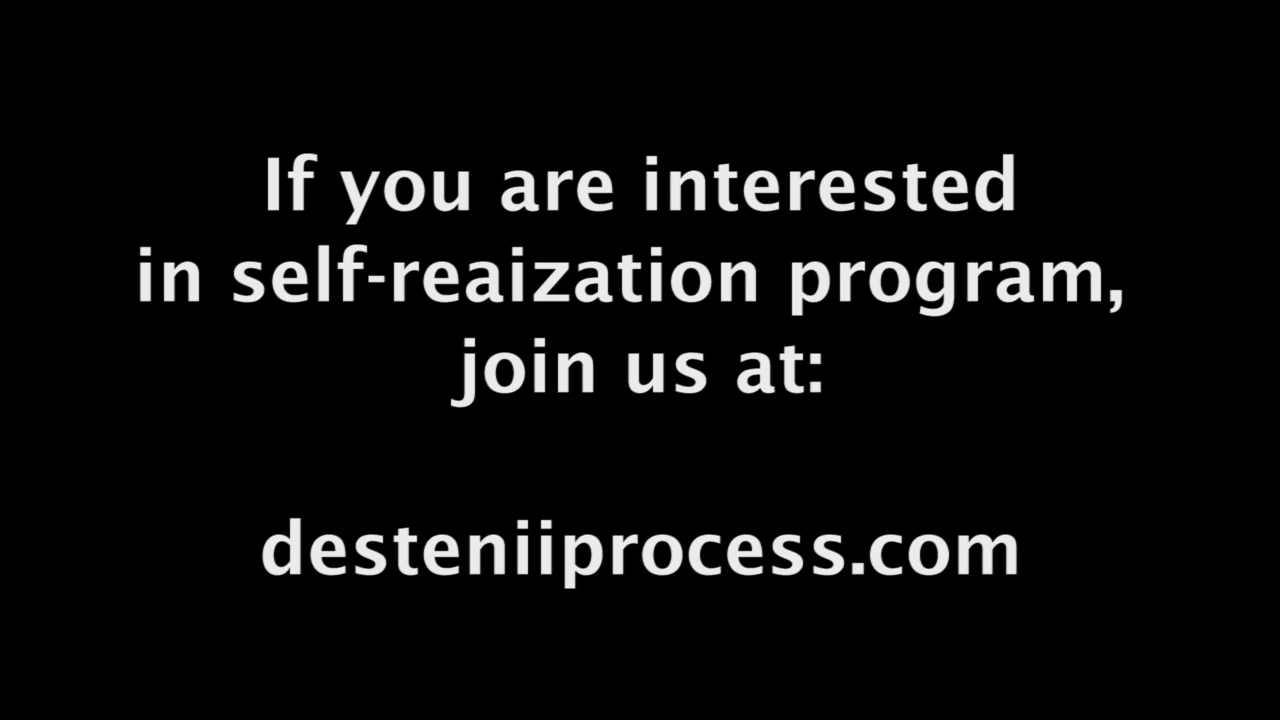 If you are interested
in self-reaization program,
join us at:
desteniiprocess.com